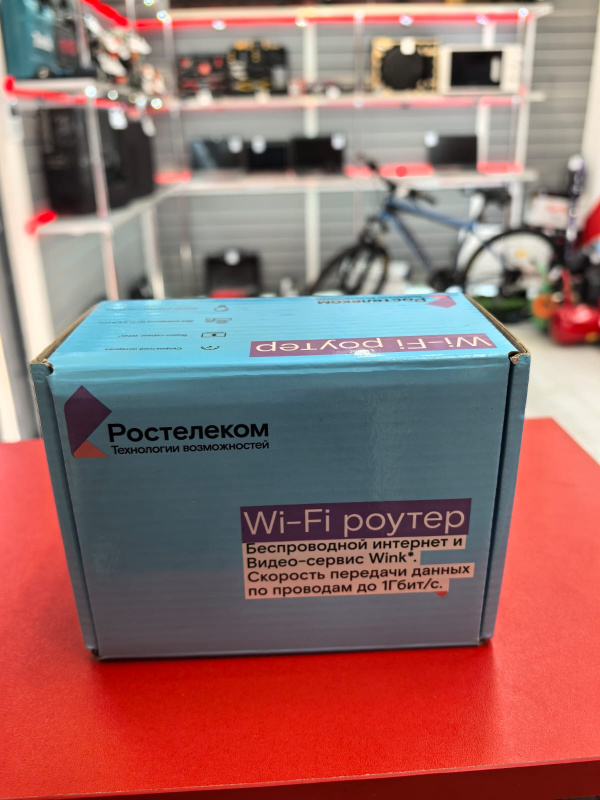 Ростелеком
Wi-Fi роутер
Ростелеком
Технологии возможностей
Wi-Fi роутер
Беспроводной интернет и
Видео-сервис Wink*.
Скорость передачи данных
по проводам до 1Гбит/с.